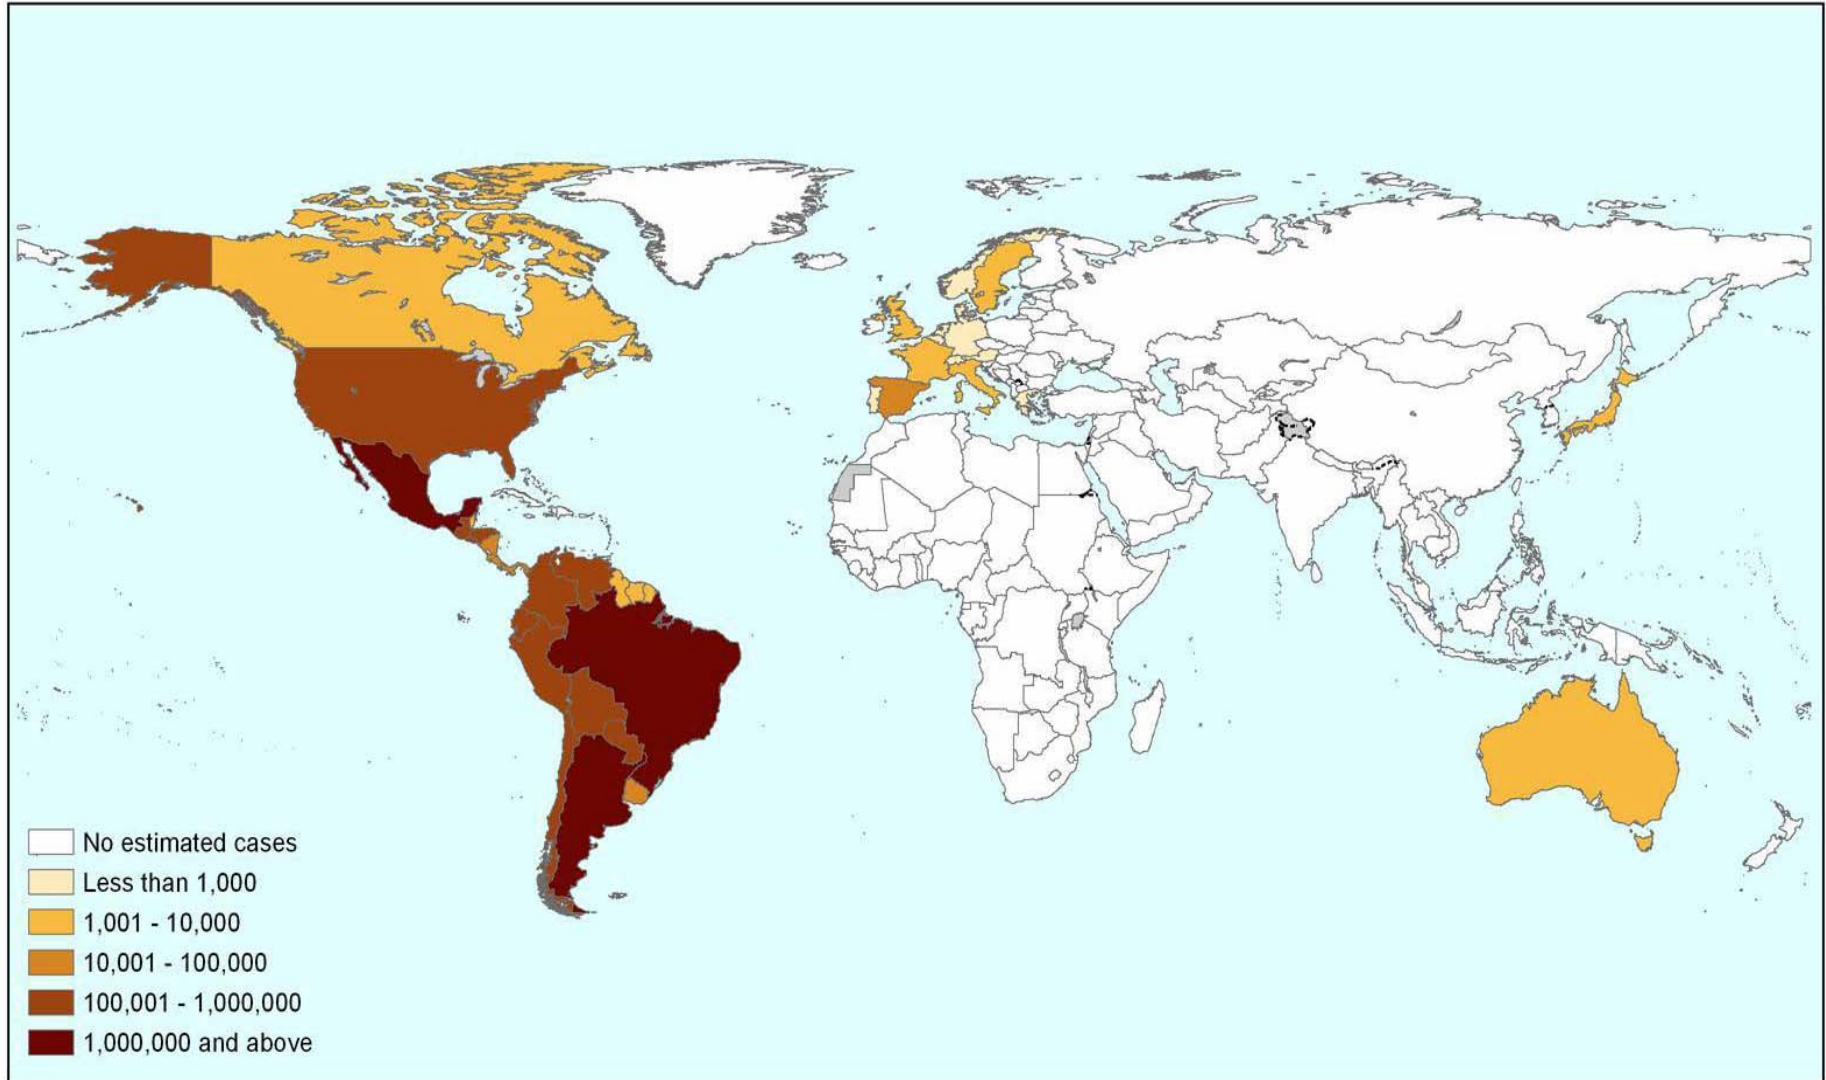 No estimated cases
Less than 1,000
1,001 - 10,000
10,001 - 100,000
100,001 - 1,000,000
1,000,000 and above